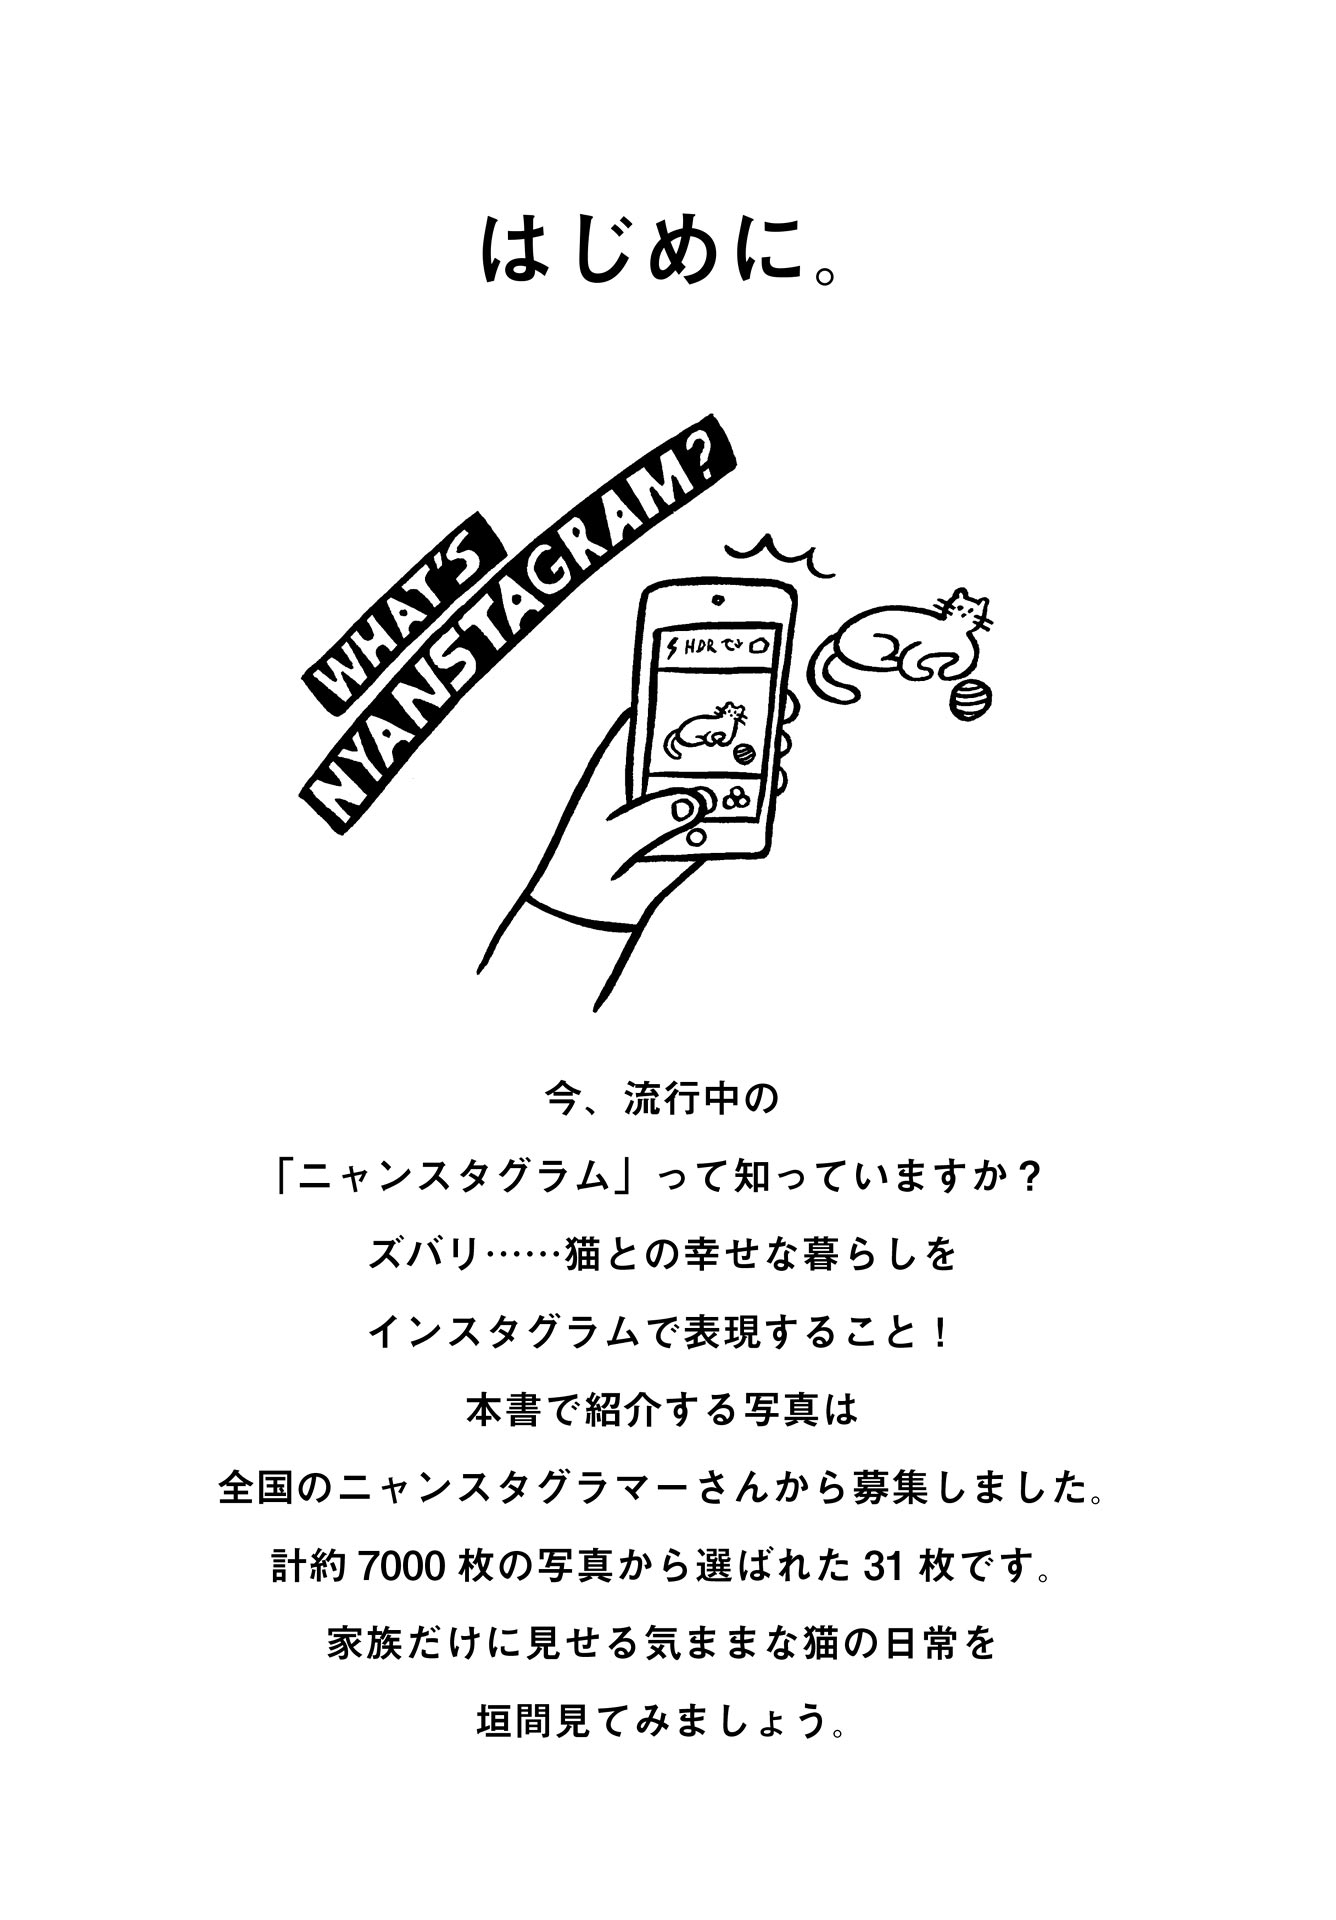 はじめに。
WHAT'S
NYANSTAGRAM?
HDR
今、流行中の
「ニャンスタグラム」って知っていますか？
ズバリ……猫との幸せな暮らしを
インスタグラムで表現すること！
本書で紹介する写真は
全国のニャンスタグラマーさんから募集しました。
計約 7000 枚の写真から選ばれた 31 枚です。
家族だけに見せる気ままな猫の日常を
垣間見てみましょう。